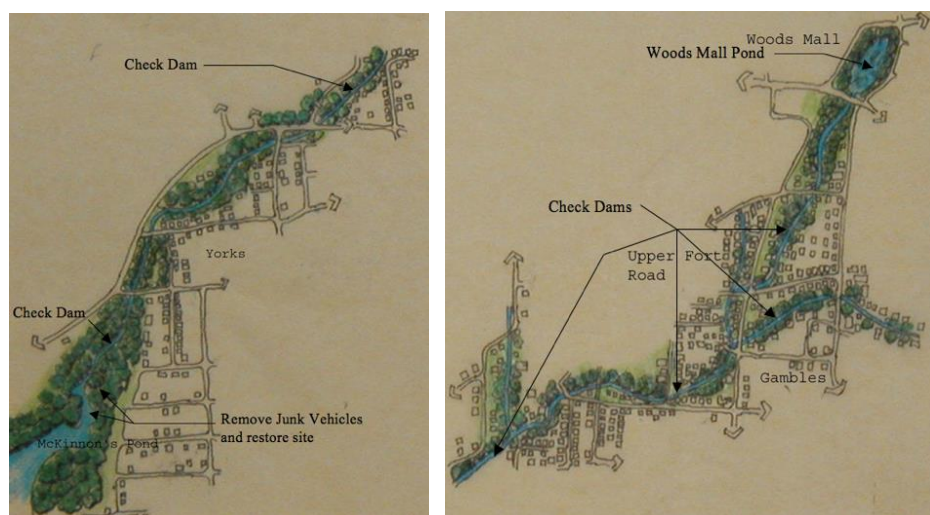 Check Dam
Yorks
Check Dam
Remove Junk Vehicles
and restore site
McKinnon's Pond
Woods Mall
Woods Mall Pond
Check Dams
Upper Fort
Road
Gambles